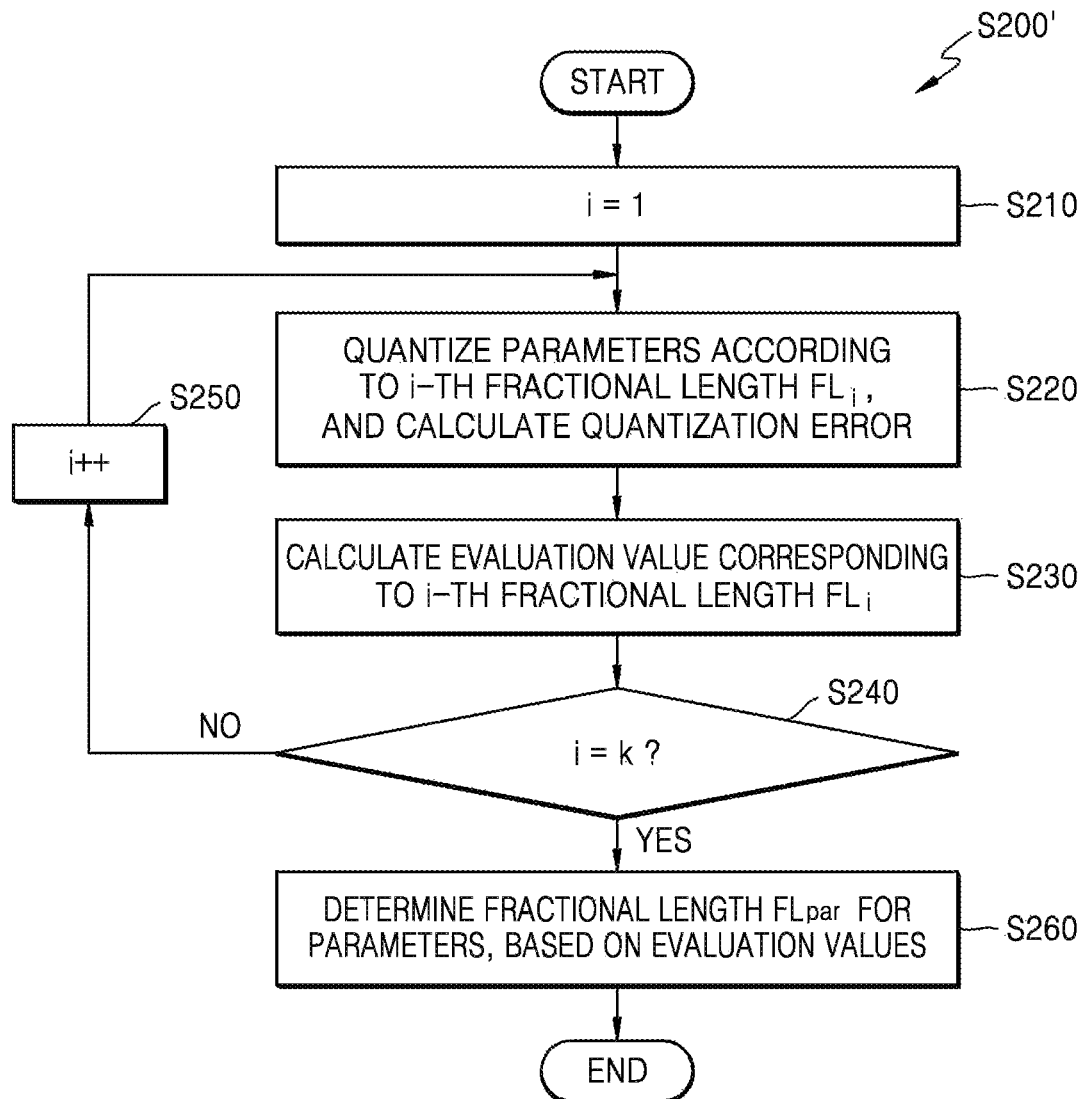 S200'
START
i = 1
S210
QUANTIZE PARAMETERS ACCORDING
TO i-TH FRACTIONAL LENGTH FL i ,
AND CALCULATE QUANTIZATION ERROR
S220
S250
i++
CALCULATE EVALUATION VALUE CORRESPONDING
TO i-TH FRACTIONAL LENGTH FL i
S230
S240
NO
i = k ?
YES
DETERMINE FRACTIONAL LENGTH FLpar FOR
PARAMETERS, BASED ON EVALUATION VALUES
S260
END